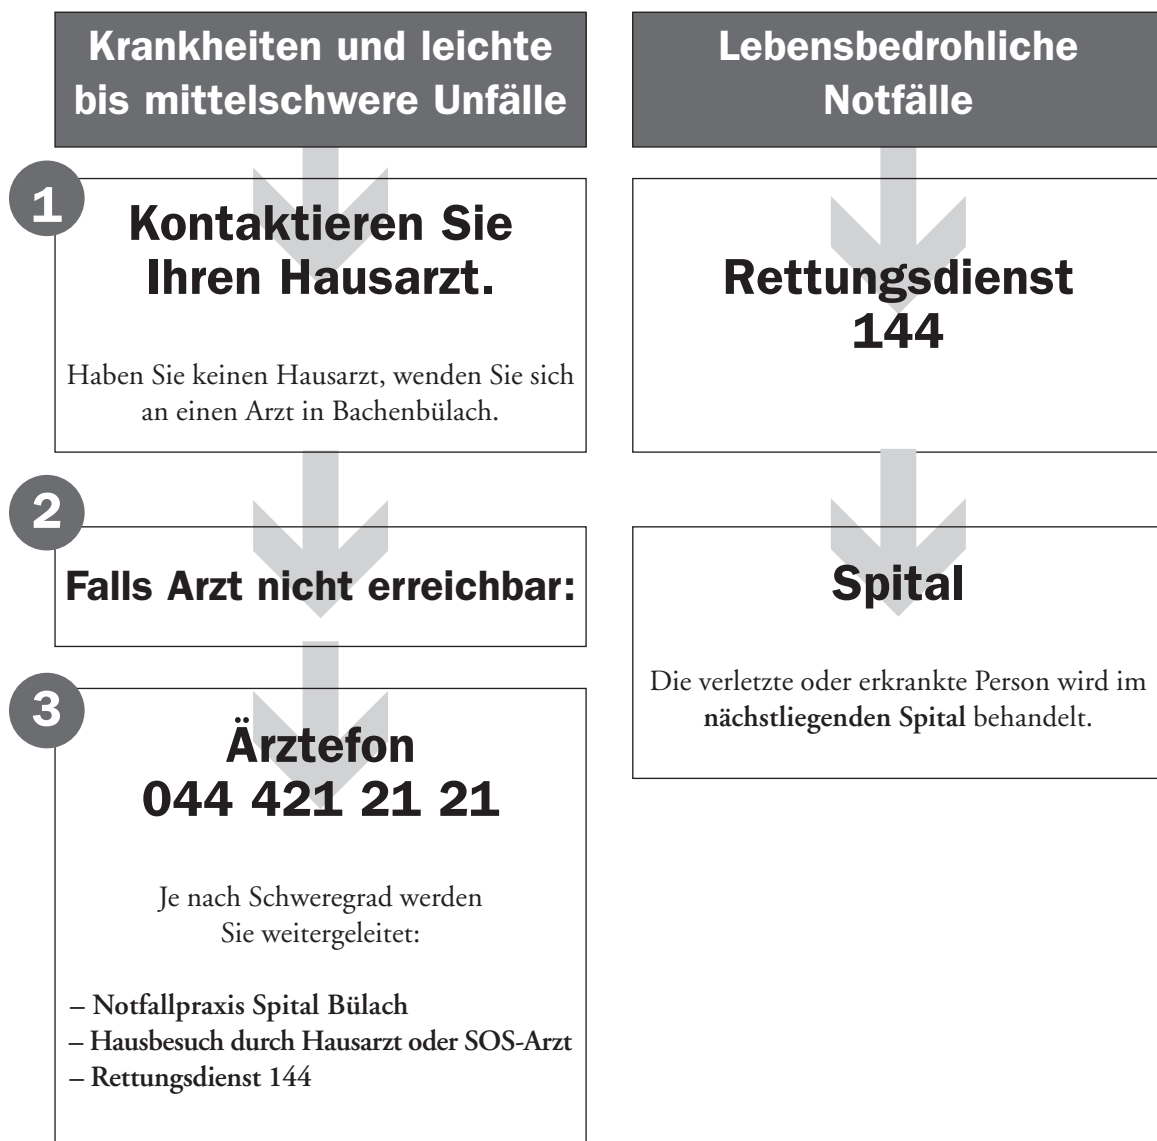 Krankheiten und leichte
bis mittelschwere Unfälle
1
Kontaktieren Sie
Ihren Hausarzt.
Haben Sie keinen Hausarzt, wenden Sie sich
an einen Arzt in Bachenbülach.
2
Falls Arzt nicht erreichbar:
3
Ärztefon
044 421 21 21
Je nach Schweregrad werden
Sie weitergeleitet:
– Notfallpraxis Spital Bülach
– Hausbesuch durch Hausarzt oder SOS-Arzt
– Rettungsdienst 144
Lebensbedrohliche
Notfälle
Rettungsdienst
144
Spital
Die verletzte oder erkrankte Person wird im
nächstliegenden Spital behandelt.